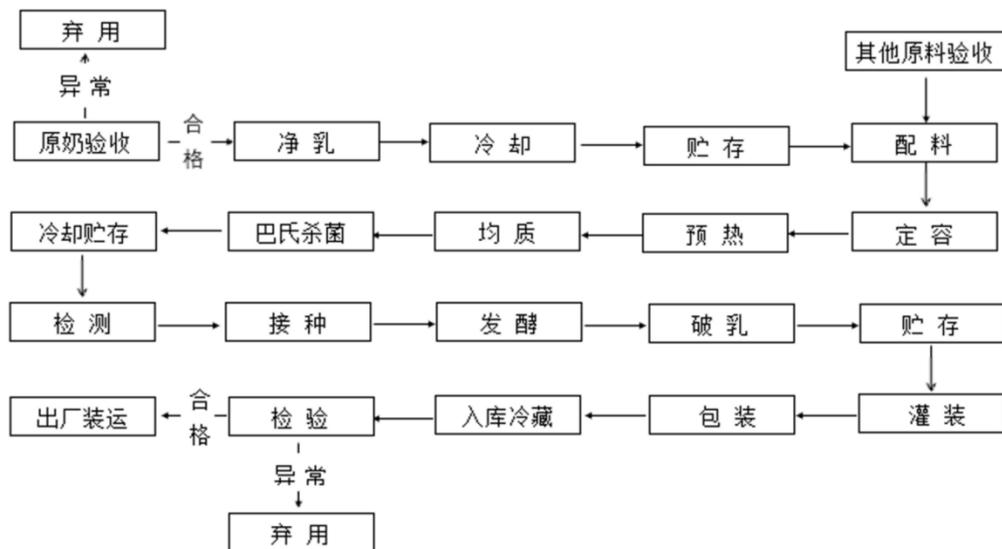 弃 用
异 常
其他原料验收
原奶验收
合格
净 乳
冷 却
贮 存
配 料
冷却贮存
巴氏杀菌
均 质
预 热
定 容
检 测
接 种
发 酵
破 乳
贮 存
出厂装运
合格
检 验
入库冷藏
包 装
灌 装
异 常
弃 用